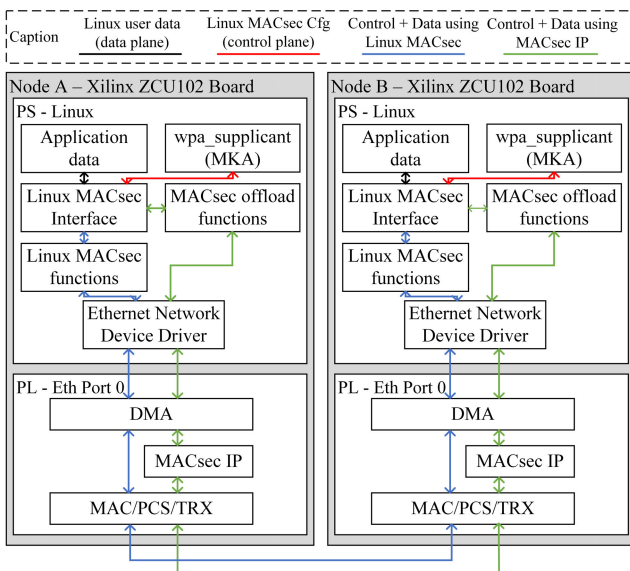 Caption
Linux user data
(data plane)
Linux MACsec Cfg
(control plane)
Control + Data using
Linux MACsec
Control + Data using
MACsec IP
Node A – Xilinx ZCU102 Board
PS - Linux
Application
data
wpa_supplicant
(MKA)
Linux MACsec
Interface
MACsec offload
functions
Linux MACsec
functions
Ethernet Network
Device Driver
PL - Eth Port 0
DMA
MACsec IP
MAC/PCS/TRX
Node B – Xilinx ZCU102 Board
PS - Linux
Application
data
wpa_supplicant
(MKA)
Linux MACsec
Interface
MACsec offload
functions
Linux MACsec
functions
Ethernet Network
Device Driver
PL - Eth Port 0
DMA
MACsec IP
MAC/PCS/TRX